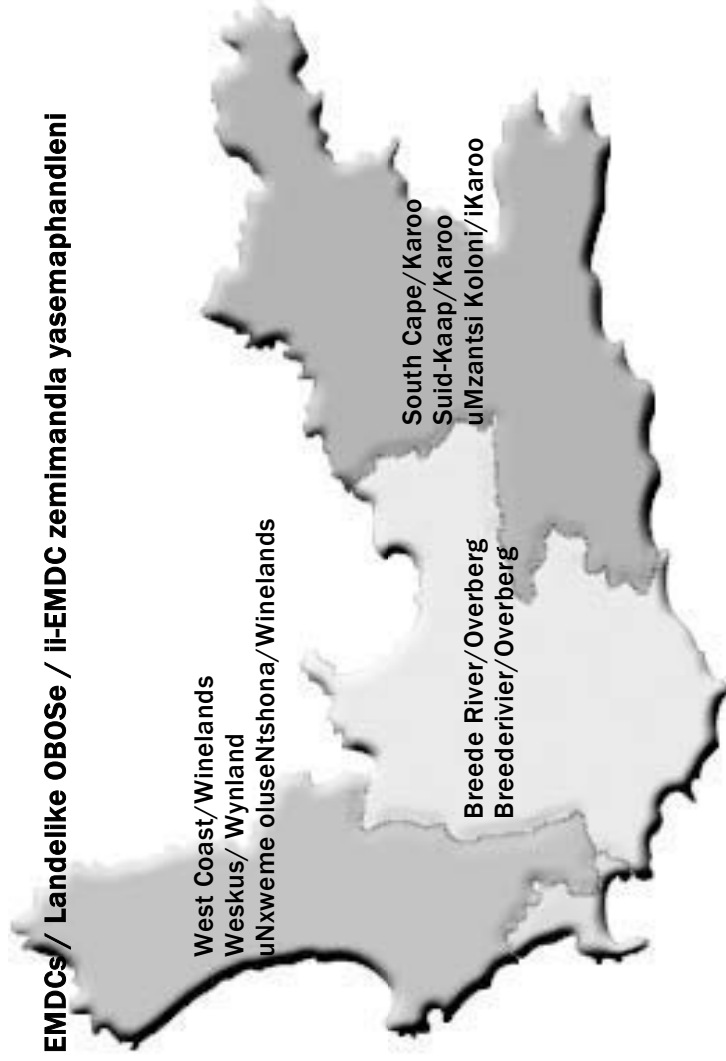 EMDCs / Landelike OBOSe / ii-EMDC zemimandla yasemaphandleni
West Coast/Winelands
Weskus/ Wynland
uNxweme oluseNtshona/Winelands
Breede River/Overberg
Breederivier/Overberg
South Cape/Karoo
Suid-Kaap/Karoo
uMzantsi Koloni/iKaroo